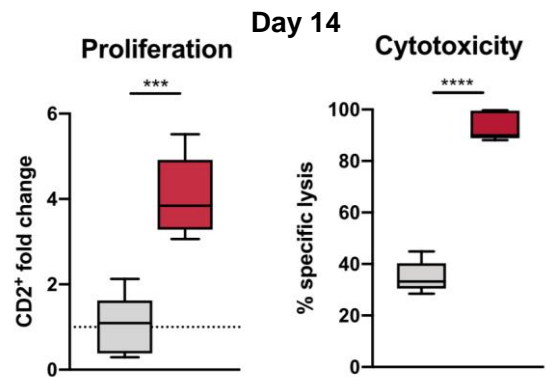 Day 14
Proliferation
***
CD2⁺ fold change
6
4
2
0
Cytotoxicity
****
% specific lysis
100
80
60
40
20
0